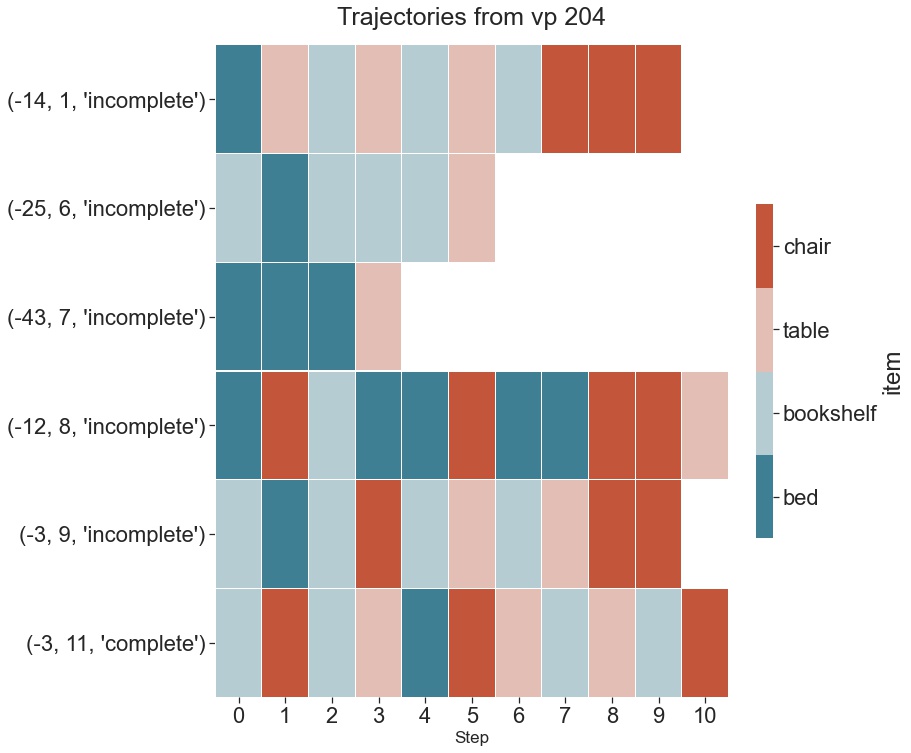 Trajectories from vp 204
(-14, 1, 'incomplete')
(-25, 6, 'incomplete')
(-43, 7, 'incomplete')
(-12, 8, 'incomplete')
(-3, 9, 'incomplete')
(-3, 11, 'complete')
0 1 2 3 4 5 6 7 8 9 10
Step
chair
table
bookshelf
bed
item